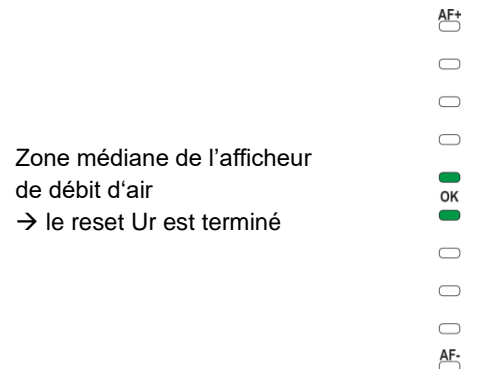 AF+
Zone médiane de l’afficheur
de débit d‘air
OK
→ le reset Ur est terminé
AF-